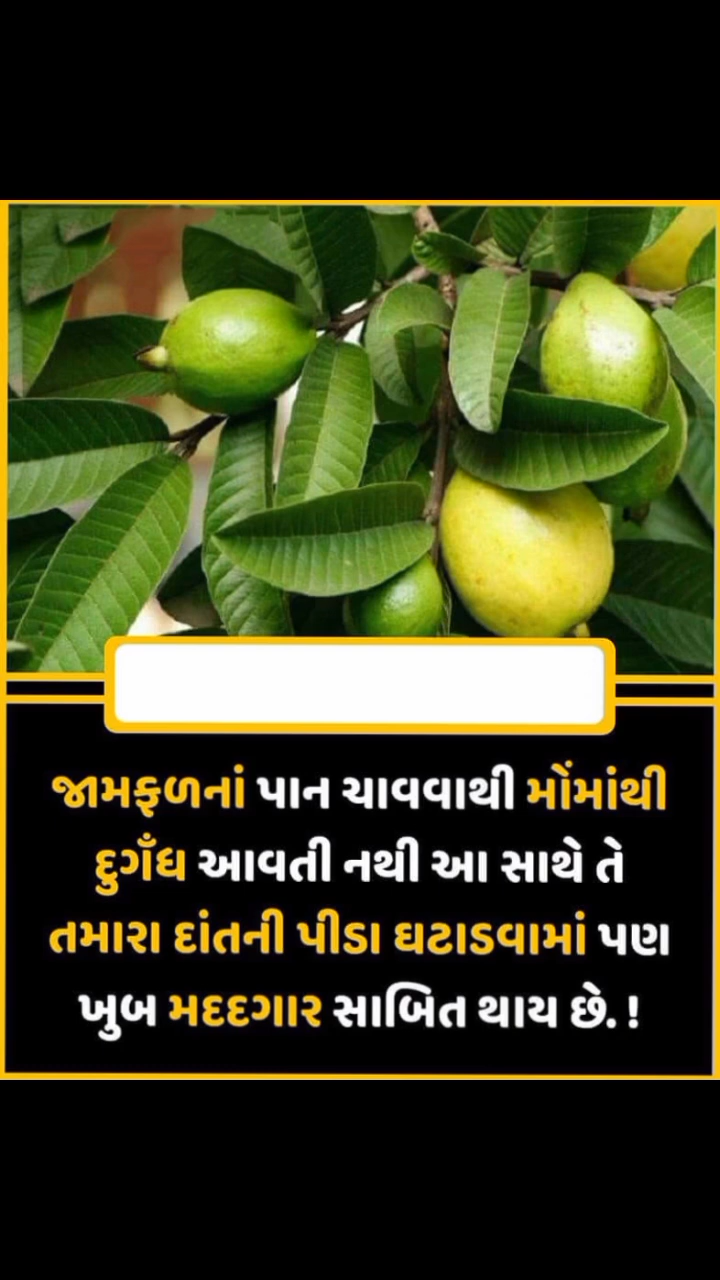 જામફળનાં પાન ચાવવાથી મોંમાંથી
દુગઁધ આવતી નથી આ સાથે તે
તમારા દાંતની પીડા ઘટાડવામાં પણ
ખુબ મદદગાર સાબિત થાય છે. !